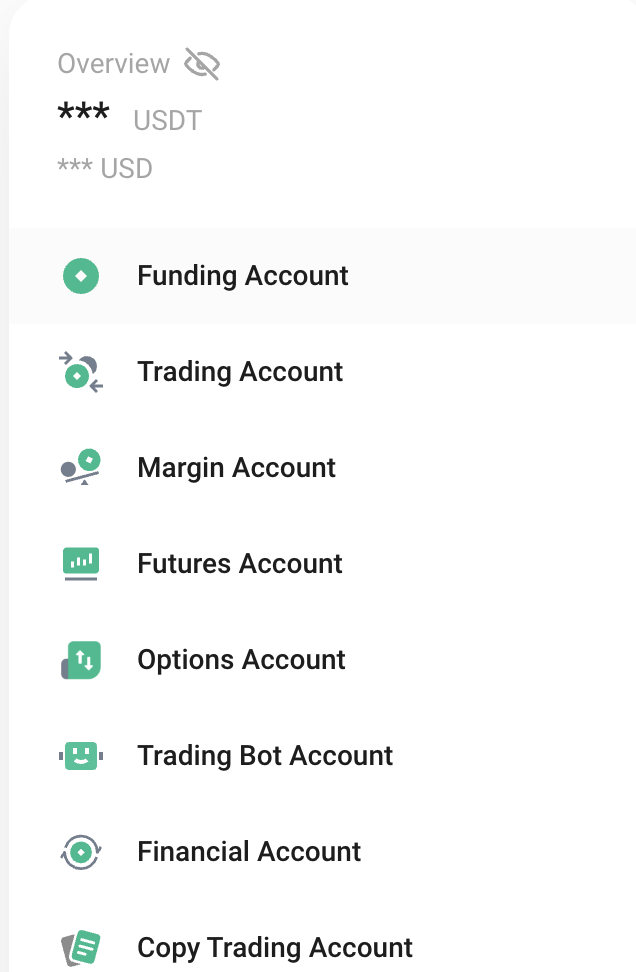 Overview
*** USDT
*** USD
Funding Account
Trading Account
Margin Account
Futures Account
Options Account
Trading Bot Account
Financial Account
Copy Trading Account